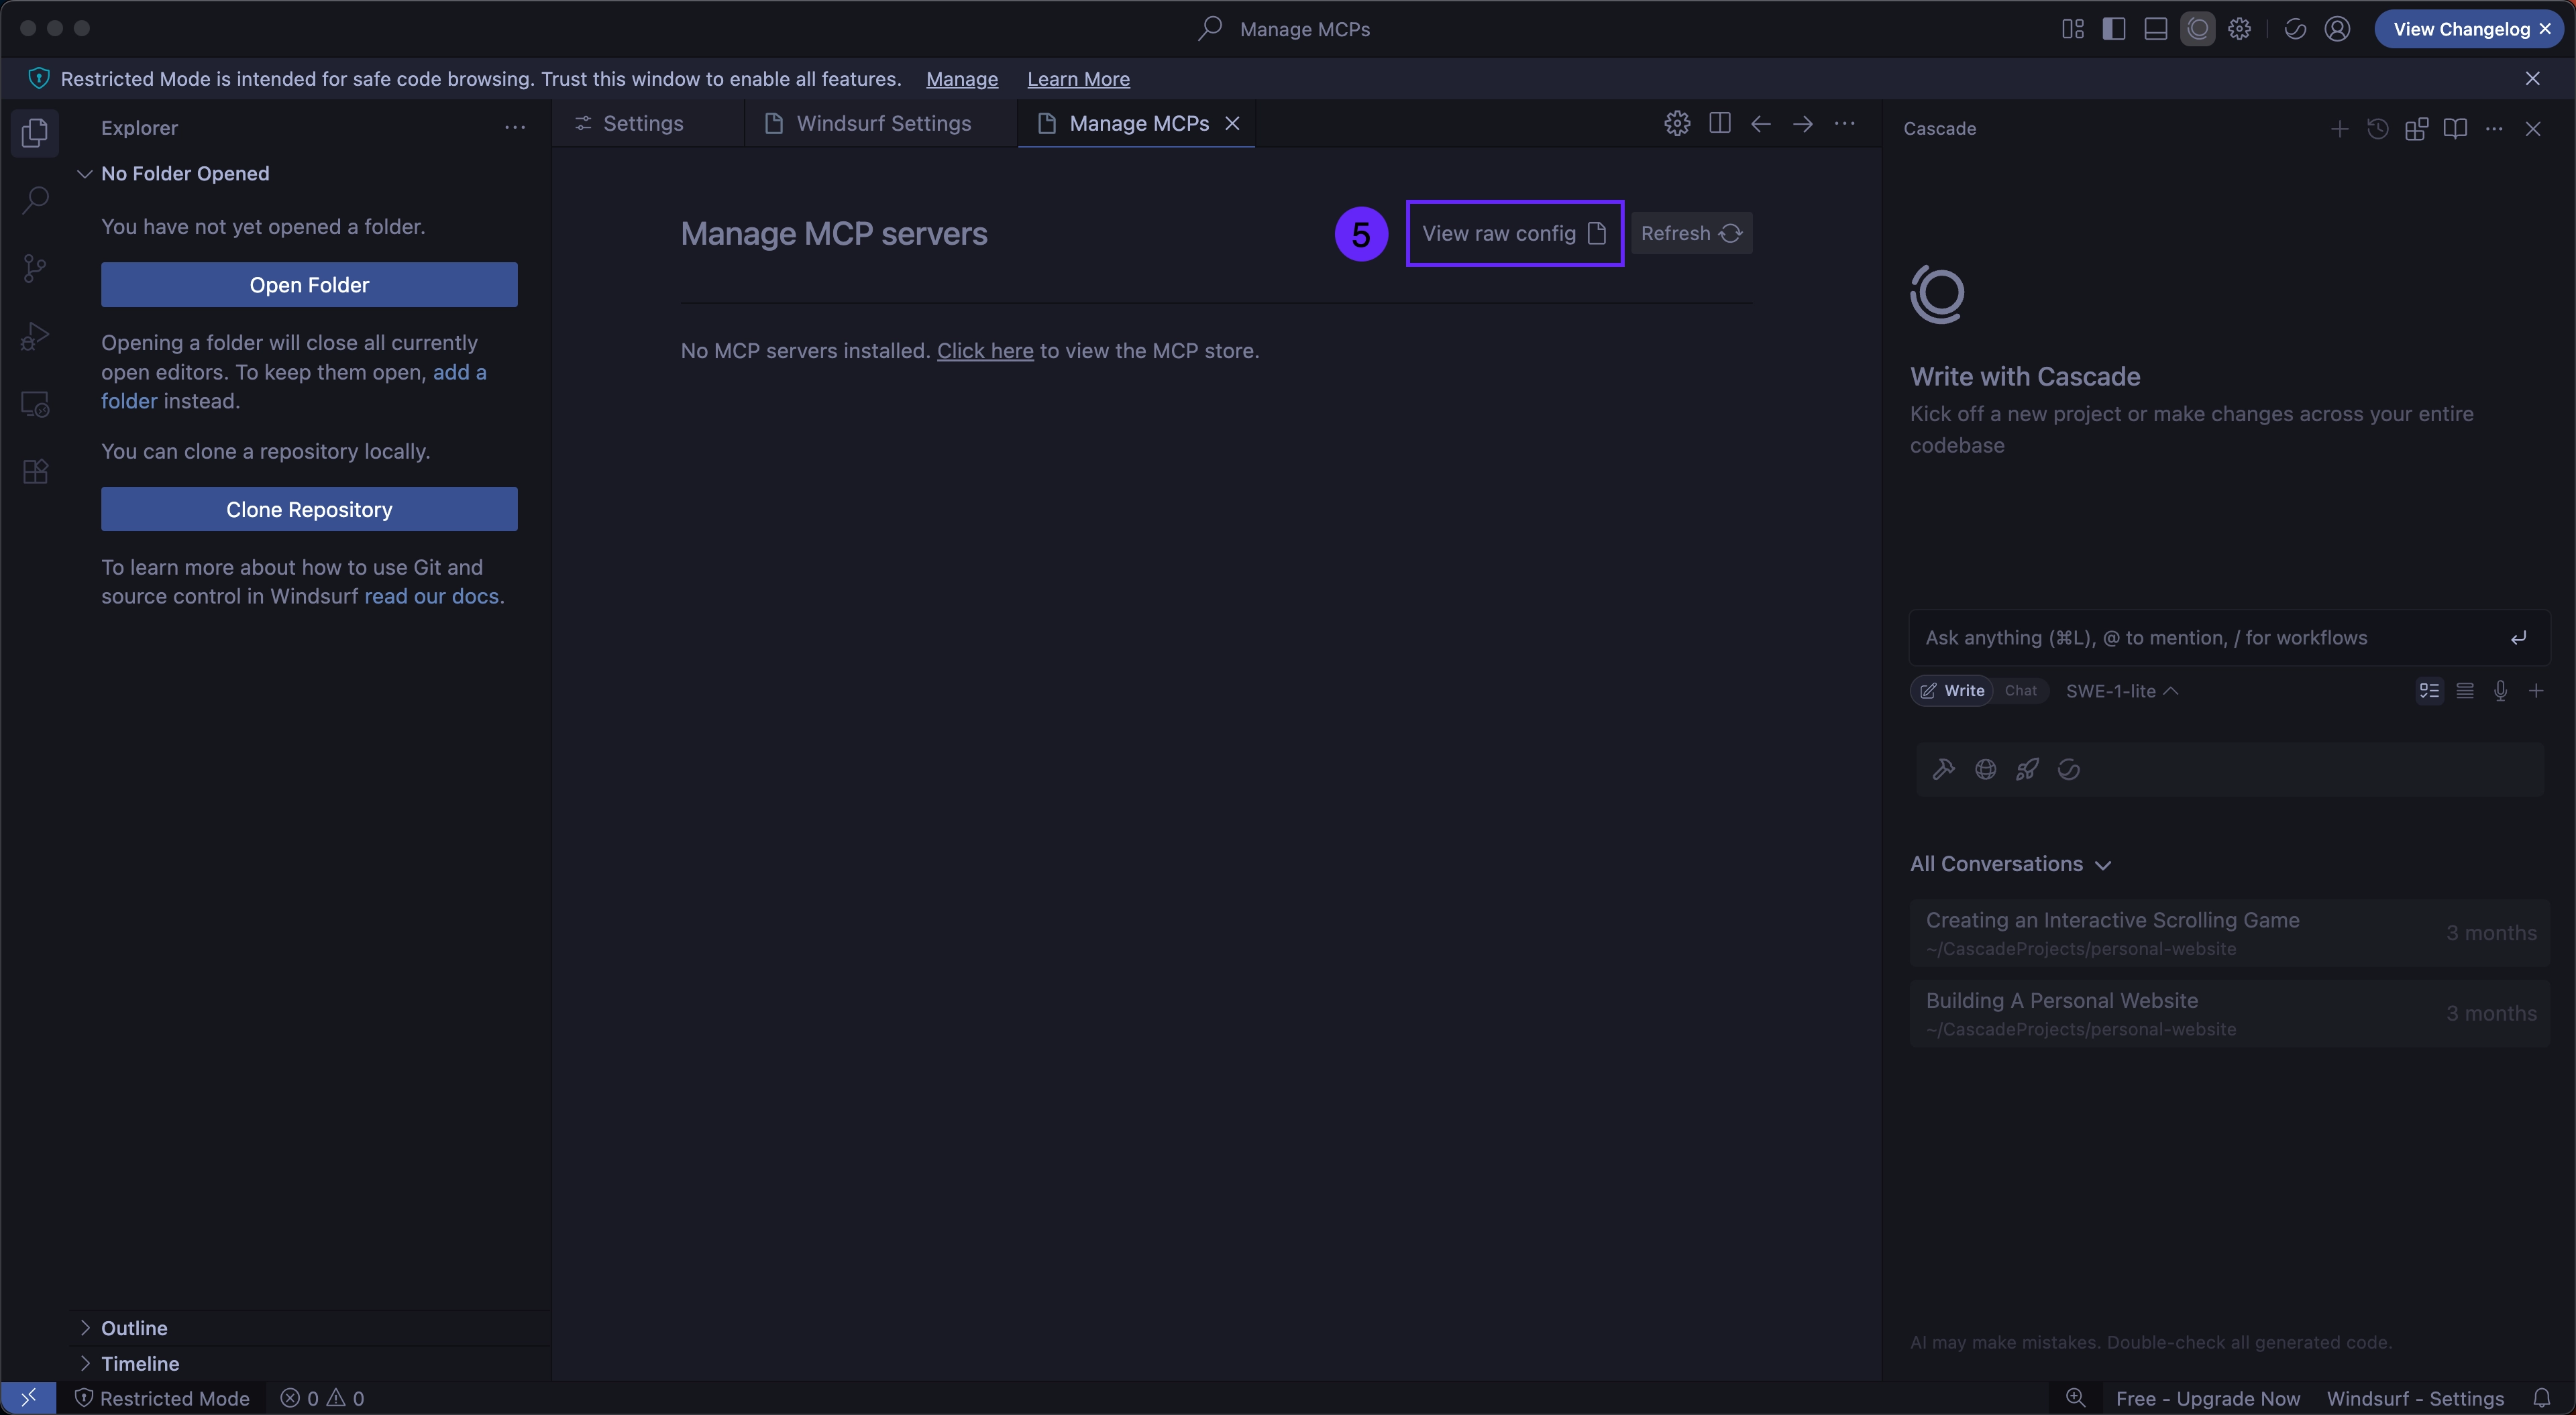 Manage MCPs
View Changelog
Restricted Mode is intended for safe code browsing. Trust this window to enable all features. Manage Learn More
Explorer
No Folder Opened
You have not yet opened a folder.
Open Folder
Opening a folder will close all currently
open editors. To keep them open, add a
folder instead.
You can clone a repository locally.
Clone Repository
To learn more about how to use Git and
source control in Windsurf read our docs.
Outline
Timeline
Settings
Windsurf Settings
Manage MCPs
Manage MCP servers
5
View raw config
Refresh
No MCP servers installed. Click here to view the MCP store.
Cascade
Write with Cascade
Kick off a new project or make changes across your entire
codebase
Ask anything (⌘L), @ to mention, / for workflows
Write Chat SWE-1-lite
All Conversations
Creating an Interactive Scrolling Game
~/CascadeProjects/personal-website
3 months
Building A Personal Website
~/CascadeProjects/personal-website
3 months
AI may make mistakes. Double-check all generated code.
Restricted Mode 0 0
Free - Upgrade Now Windsurf - Settings